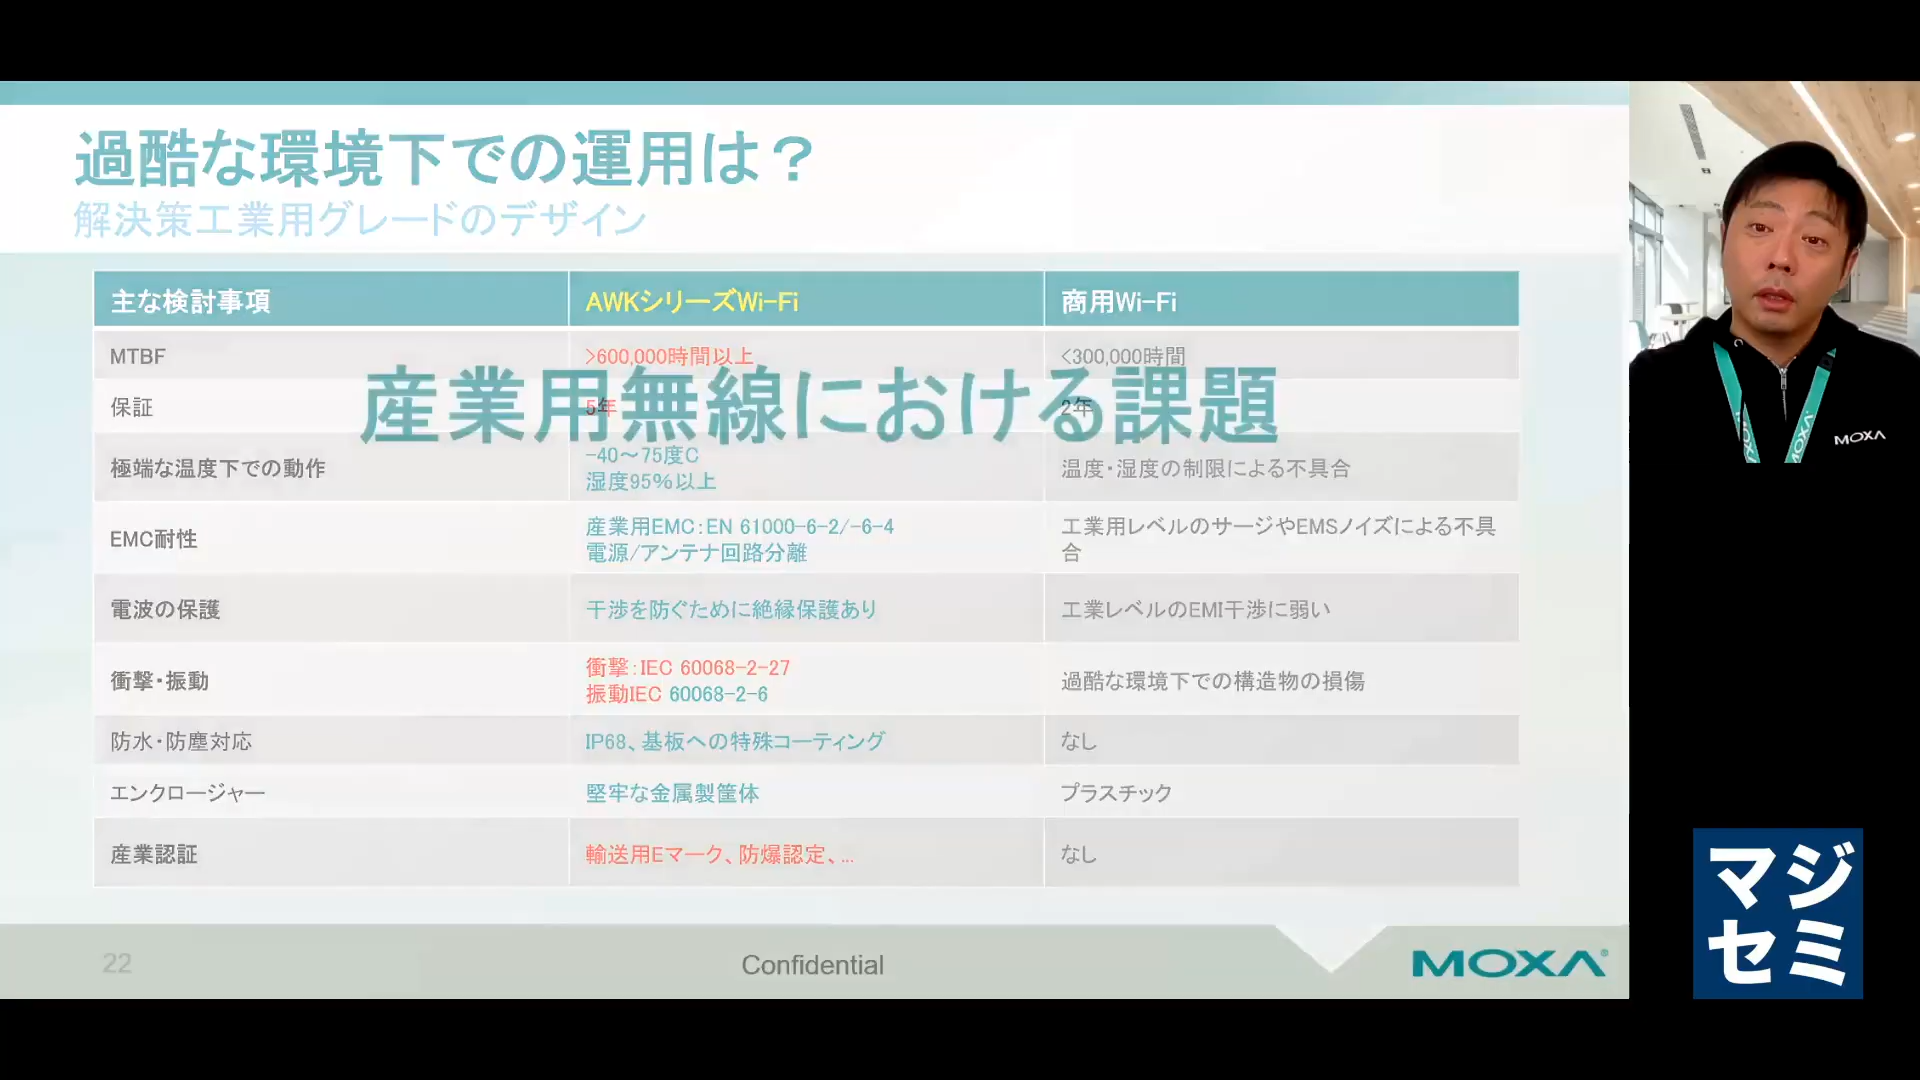 過酷な環境下での運用は？
解決策工業用グレードのデザイン
主な検討事項
AWKシリーズWi-Fi
商用Wi-Fi
MTBF
>600,000時間以上
<300,000時間
産業用無線における課題
保証
5年
2年
極端な温度下での動作
-40～75度C
湿度95%以上
温度・湿度の制限による不具合
EMC耐性
産業用EMC：EN 61000-6-2/-6-4
電源/アンテナ回路分離
工業用レベルのサージやEMSノイズによる不具
合
電波の保護
干渉を防ぐために絶縁保護あり
工業レベルのEMI干渉に弱い
衝撃・振動
衝撃：IEC 60068-2-27
振動IEC 60068-2-6
過酷な環境下での構造物の損傷
防水・防塵対応
IP68、基板への特殊コーティング
なし
エンクロージャー
堅牢な金属製筐体
プラスチック
産業認証
輸送用Eマーク、防爆認定、...
なし
22
Confidential
MOXA®
MOXA
MOXA
MOXA
マジ
セミ